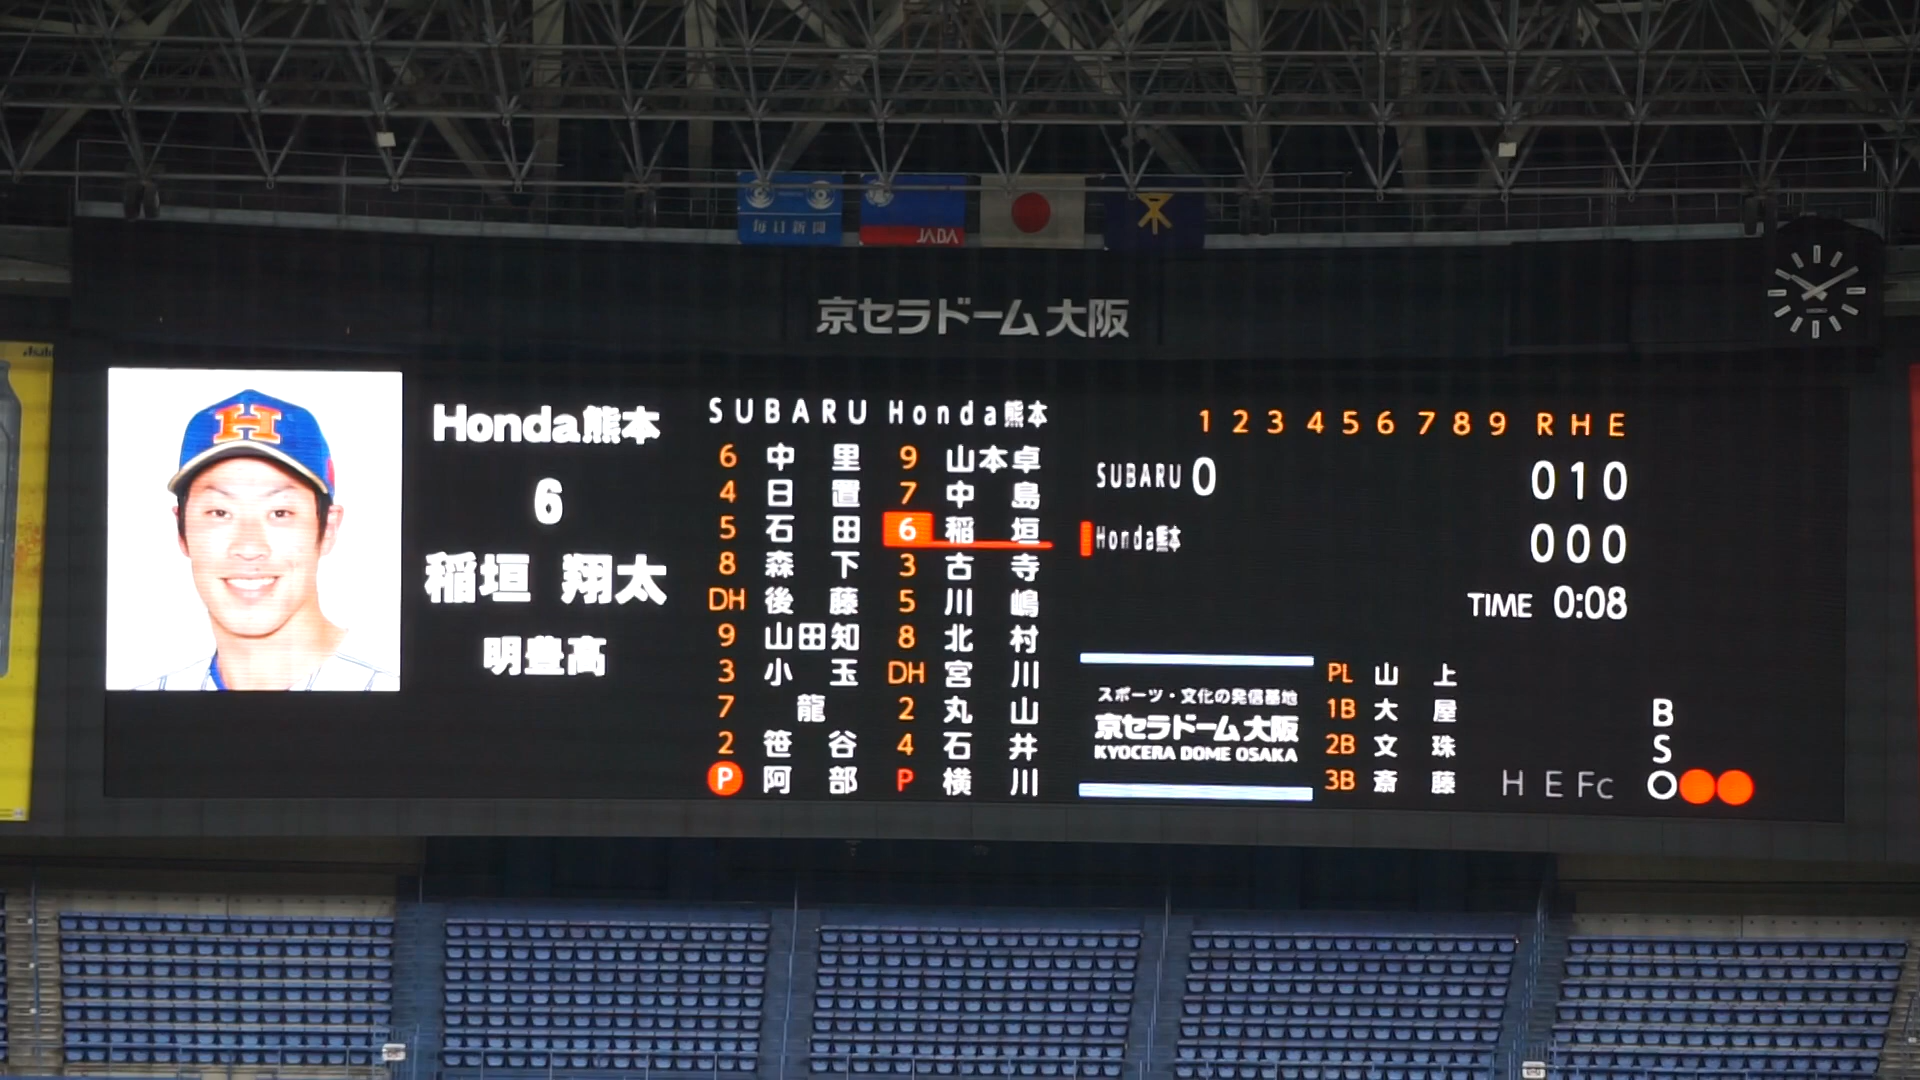 毎日新聞
JABA
京セラドーム 大阪
Asahi
Honda熊本
6
稲垣 翔太
明豊高
SUBARU Honda熊本
6 中里 9 山本卓
4 日置 7 中島
5 石田 6 稲垣
8 森下 3 古寺
DH 後藤 5 川嶋
9 山田知 8 北村
3 小玉 DH 宮川
7 龍 2 丸山
2 笹谷 4 石井
P 阿部 P 横川
1 2 3 4 5 6 7 8 9 R H E
SUBARU 0 0 1 0
Honda熊本 0 0 0
TIME 0:08
スポーツ・文化の発信基地
京セラドーム 大阪
KYOCERA DOME OSAKA
PL 山上
1B 大屋
2B 文珠
3B 斎藤
H E Fc
B
S
O